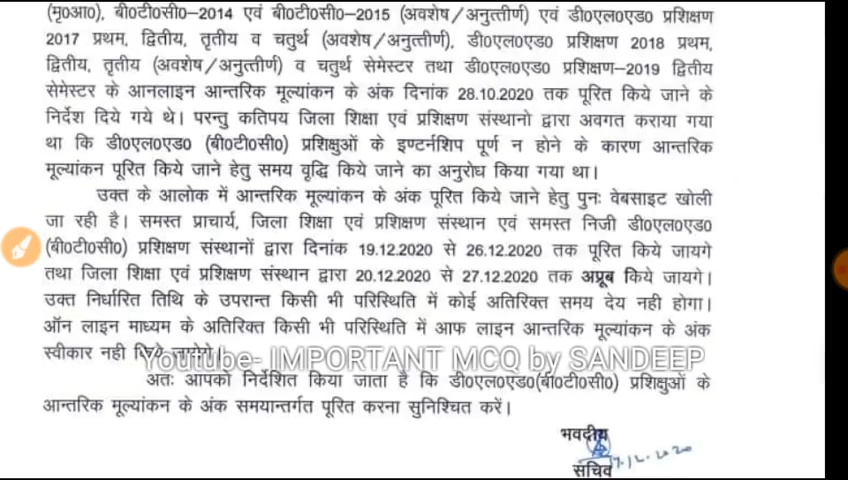 (मृ0आ0), बी0टी0सी0–2014 एवं बी0टी0सी0–2015 (अवशेष/अनुत्तीर्ण) एवं डी0एल0एड0 प्रशिक्षण
2017 प्रथम, द्वितीय, तृतीय व चतुर्थ (अवशेष/अनुत्तीर्ण), डी0एल0एड0 प्रशिक्षण 2018 प्रथम,
द्वितीय, तृतीय (अवशेष/अनुत्तीर्ण) व चतुर्थ सेमेस्टर तथा डी0एल0एड0 प्रशिक्षण–2019 द्वितीय
सेमेस्टर के आनलाइन आन्तरिक मूल्यांकन के अंक दिनांक 28.10.2020 तक पूरित किये जाने के
निर्देश दिये गये थे। परन्तु कतिपय जिला शिक्षा एवं प्रशिक्षण संस्थानो द्वारा अवगत कराया गया
था कि डी0एल0एड0 (बी0टी0सी0) प्रशिक्षुओं के इण्टर्नशिप पूर्ण न होने के कारण आन्तरिक
मूल्यांकन पूरित किये जाने हेतु समय वृद्धि किये जाने का अनुरोध किया गया था।
उक्त के आलोक में आन्तरिक मूल्यांकन के अंक पूरित किये जाने हेतु पुनः वेबसाइट खोली
जा रही है। समस्त प्राचार्य, जिला शिक्षा एवं प्रशिक्षण संस्थान एवं समस्त निजी डी0एल0एड0
(बी0टी0सी0) प्रशिक्षण संस्थानों द्वारा दिनांक 19.12.2020 से 26.12.2020 तक पूरित किये जायगे
तथा जिला शिक्षा एवं प्रशिक्षण संस्थान द्वारा 20.12.2020 से 27.12.2020 तक अप्रूब किये जायगे।
उक्त निर्धारित तिथि के उपरान्त किसी भी परिस्थिति में कोई अतिरिक्त समय देय नही होगा।
ऑन लाइन माध्यम के अतिरिक्त किसी भी परिस्थिति में आफ लाइन आन्तरिक मूल्यांकन के अंक
स्वीकार नही किये जायेगे।
Youtube- IMPORTANT MCQ by SANDEEP
अतः आपको निर्देशित किया जाता है कि डी0एल0एड0(बी0टी0सी0) प्रशिक्षुओं के
आन्तरिक मूल्यांकन के अंक समयान्तर्गत पूरित करना सुनिश्चित करें।
भवदीय
17.12.2020
सचिव